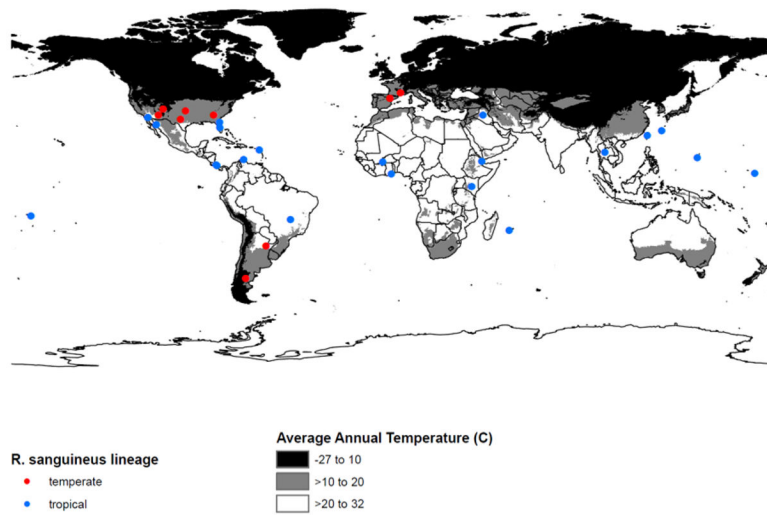 Average Annual Temperature (C)
R. sanguineus lineage
-27 to 10
temperate
>10 to 20
tropical
>20 to 32